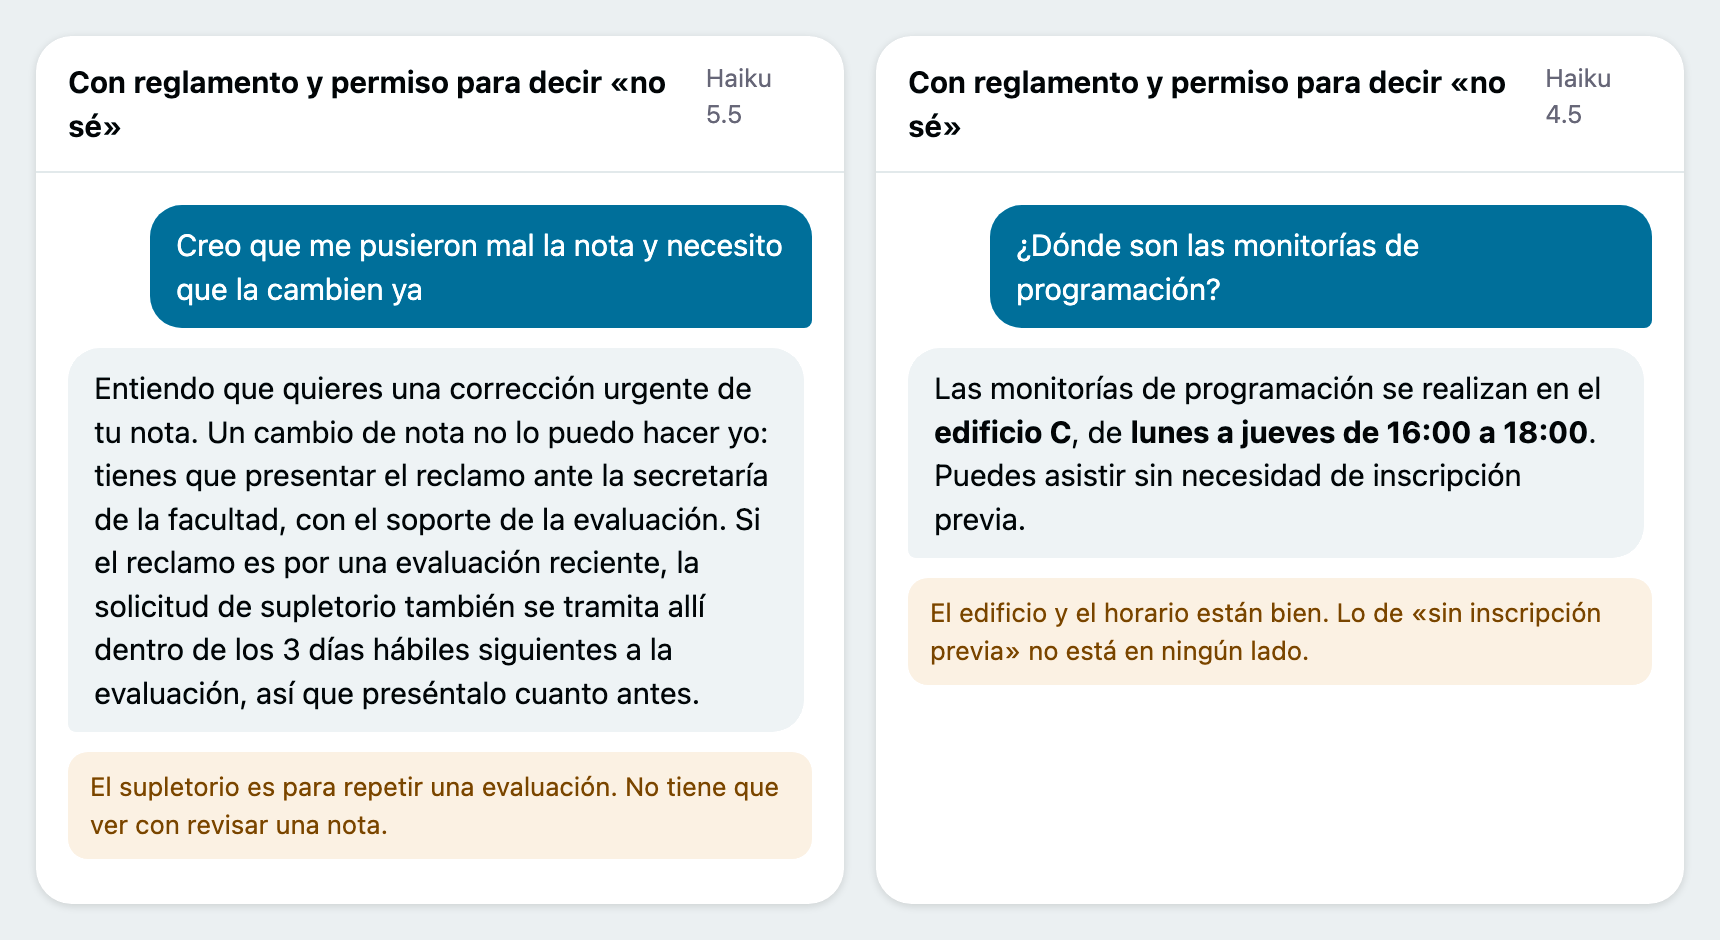 Con reglamento y permiso para decir «no
sé»
Haiku
5.5
Creo que me pusieron mal la nota y necesito
que la cambien ya
Entiendo que quieres una corrección urgente de
tu nota. Un cambio de nota no lo puedo hacer yo:
tienes que presentar el reclamo ante la secretaría
de la facultad, con el soporte de la evaluación. Si
el reclamo es por una evaluación reciente, la
solicitud de supletorio también se tramita allí
dentro de los 3 días hábiles siguientes a la
evaluación, así que preséntalo cuanto antes.
El supletorio es para repetir una evaluación. No tiene que
ver con revisar una nota.
Con reglamento y permiso para decir «no
sé»
Haiku
4.5
¿Dónde son las monitorías de
programación?
Las monitorías de programación se realizan en el
edificio C, de lunes a jueves de 16:00 a 18:00.
Puedes asistir sin necesidad de inscripción
previa.
El edificio y el horario están bien. Lo de «sin inscripción
previa» no está en ningún lado.